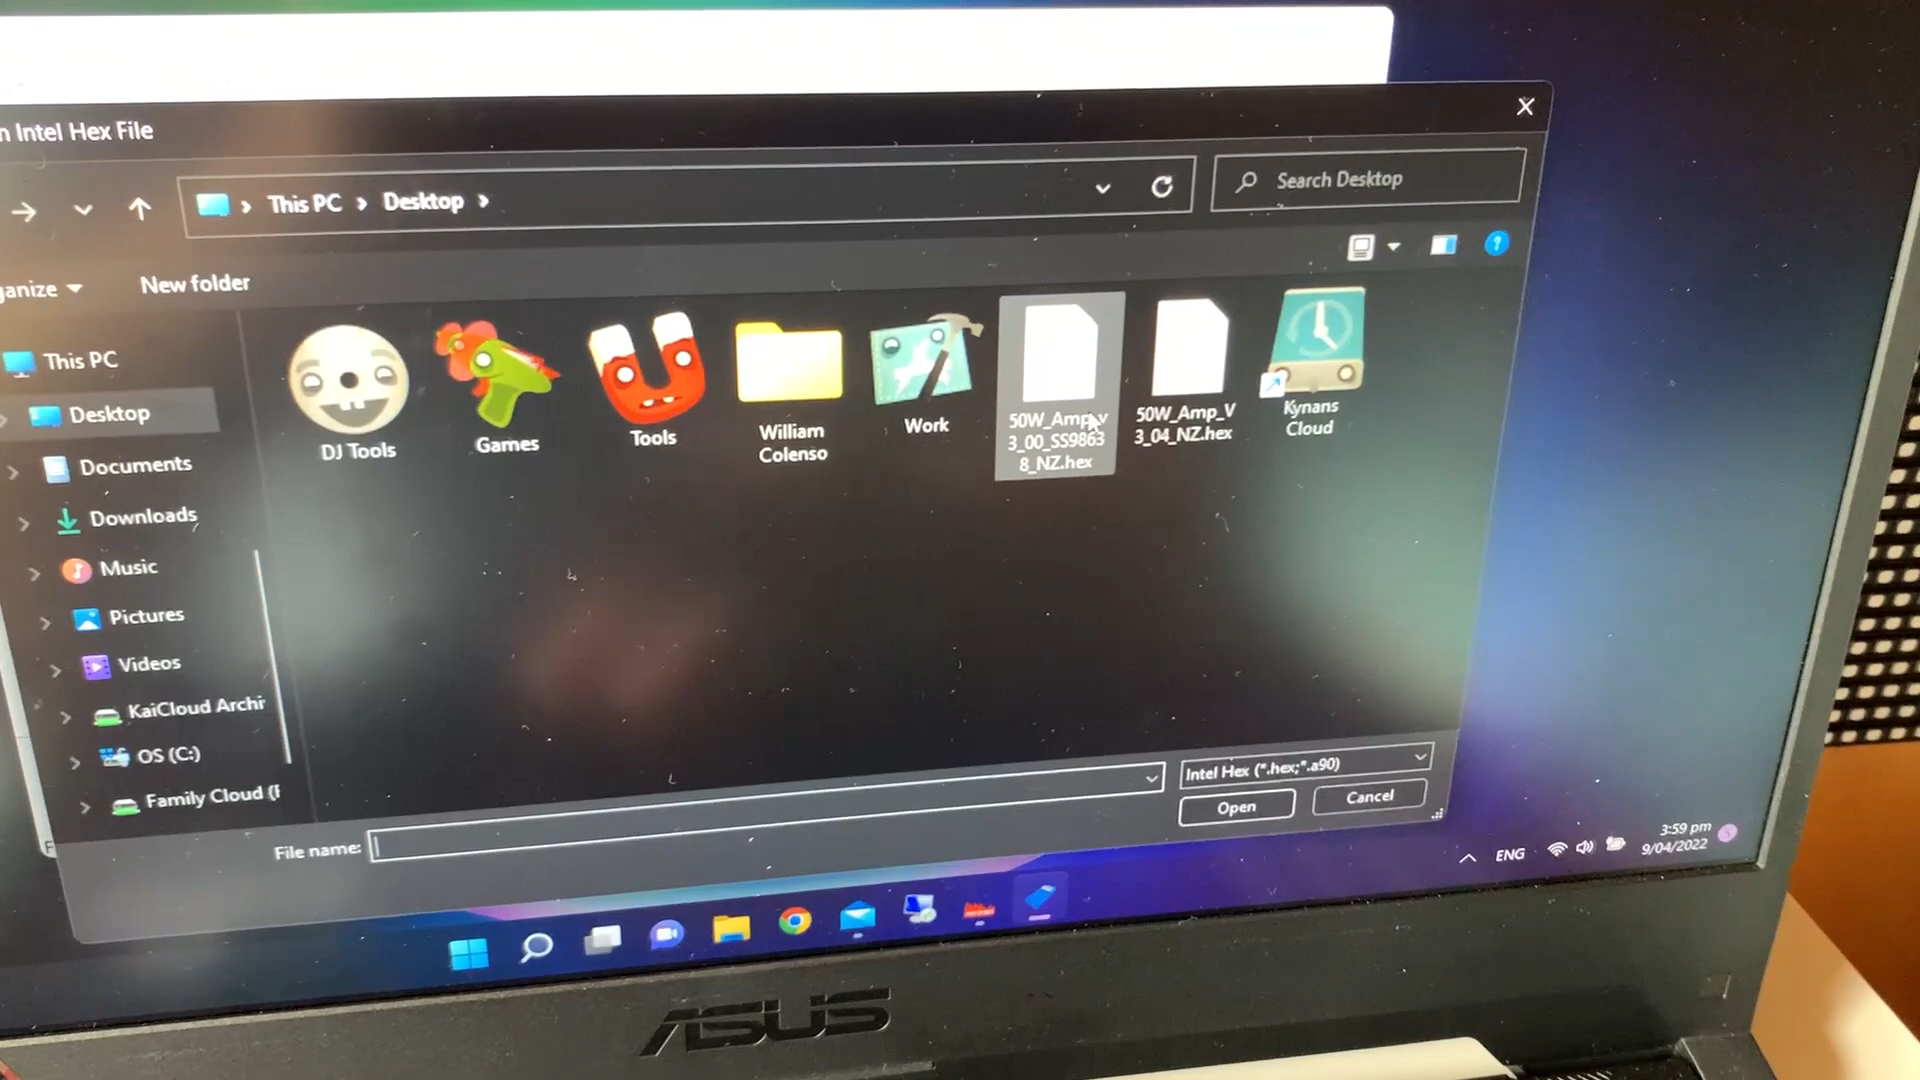 n Intel Hex File
This PC
Desktop
Search Desktop
ganize
New folder
This PC
Desktop
Documents
Downloads
Music
Pictures
Videos
KaiCloud Archi
OS (C:)
Family Cloud (
DJ Tools
Games
Tools
William
Colenso
Work
50W_Amp_V
3_00_SS9863
8_NZ.hex
50W_Amp_V
3_04_NZ.hex
Kynans
Cloud
File name:
Intel Hex (*.hex;*.a90)
Open
Cancel
ENG
3:59 pm
9/04/2022
ASUS